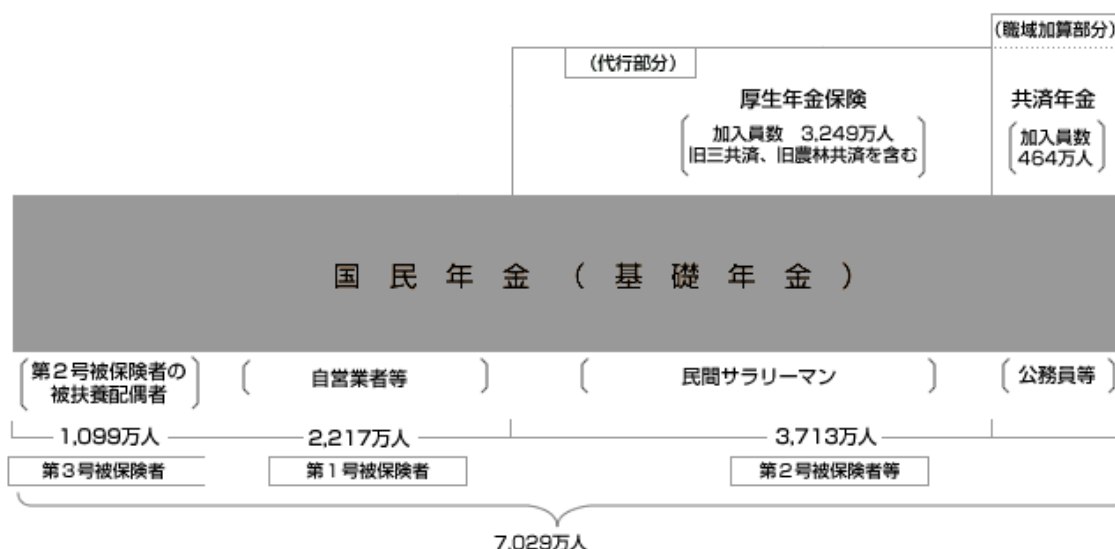 (職域加算部分)
(代行部分)
厚生年金保険
加入員数 3,249万人
旧三共済、旧農林共済を含む
共済年金
加入員数
464万人
国民年金(基礎年金)
第2号被保険者の
被扶養配偶者
自営業者等
民間サラリーマン
公務員等
1,099万人
2,217万人
3,713万人
第3号被保険者
第1号被保険者
第2号被保険者等
7,029万人